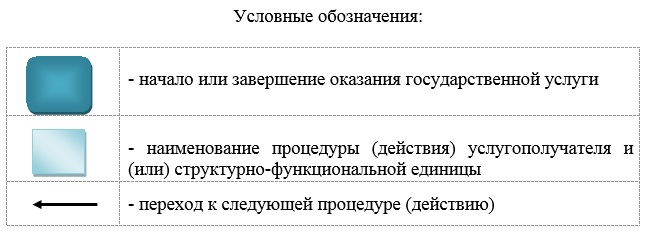 Условные обозначения:
- начало или завершение оказания государственной услуги
- наименование процедуры (действия) услугополучателя и
(или) структурно-функциональной единицы
- переход к следующей процедуре (действию)